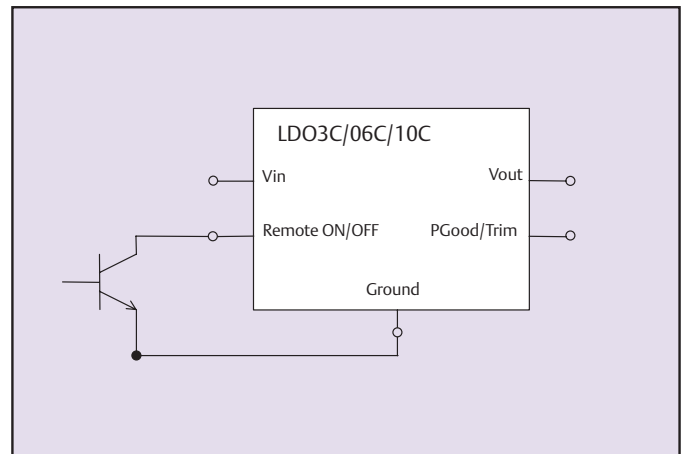 LDO3C/06C/10C
Vin
Vout
Remote ON/OFF
PGood/Trim
Ground